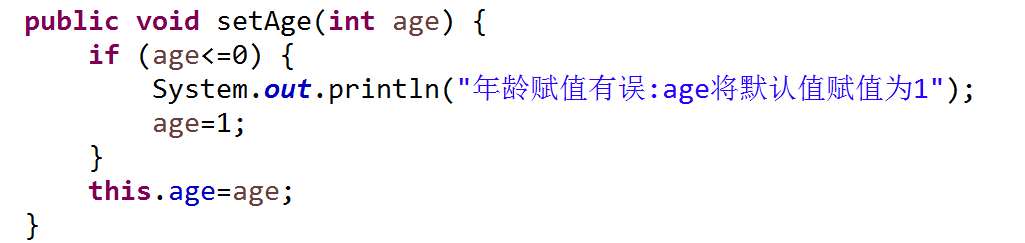 public void setAge(int age) {
if (age<=0) {
System.out.println("年龄赋值有误:age将默认值赋值为1");
age=1;
}
this.age=age;
}